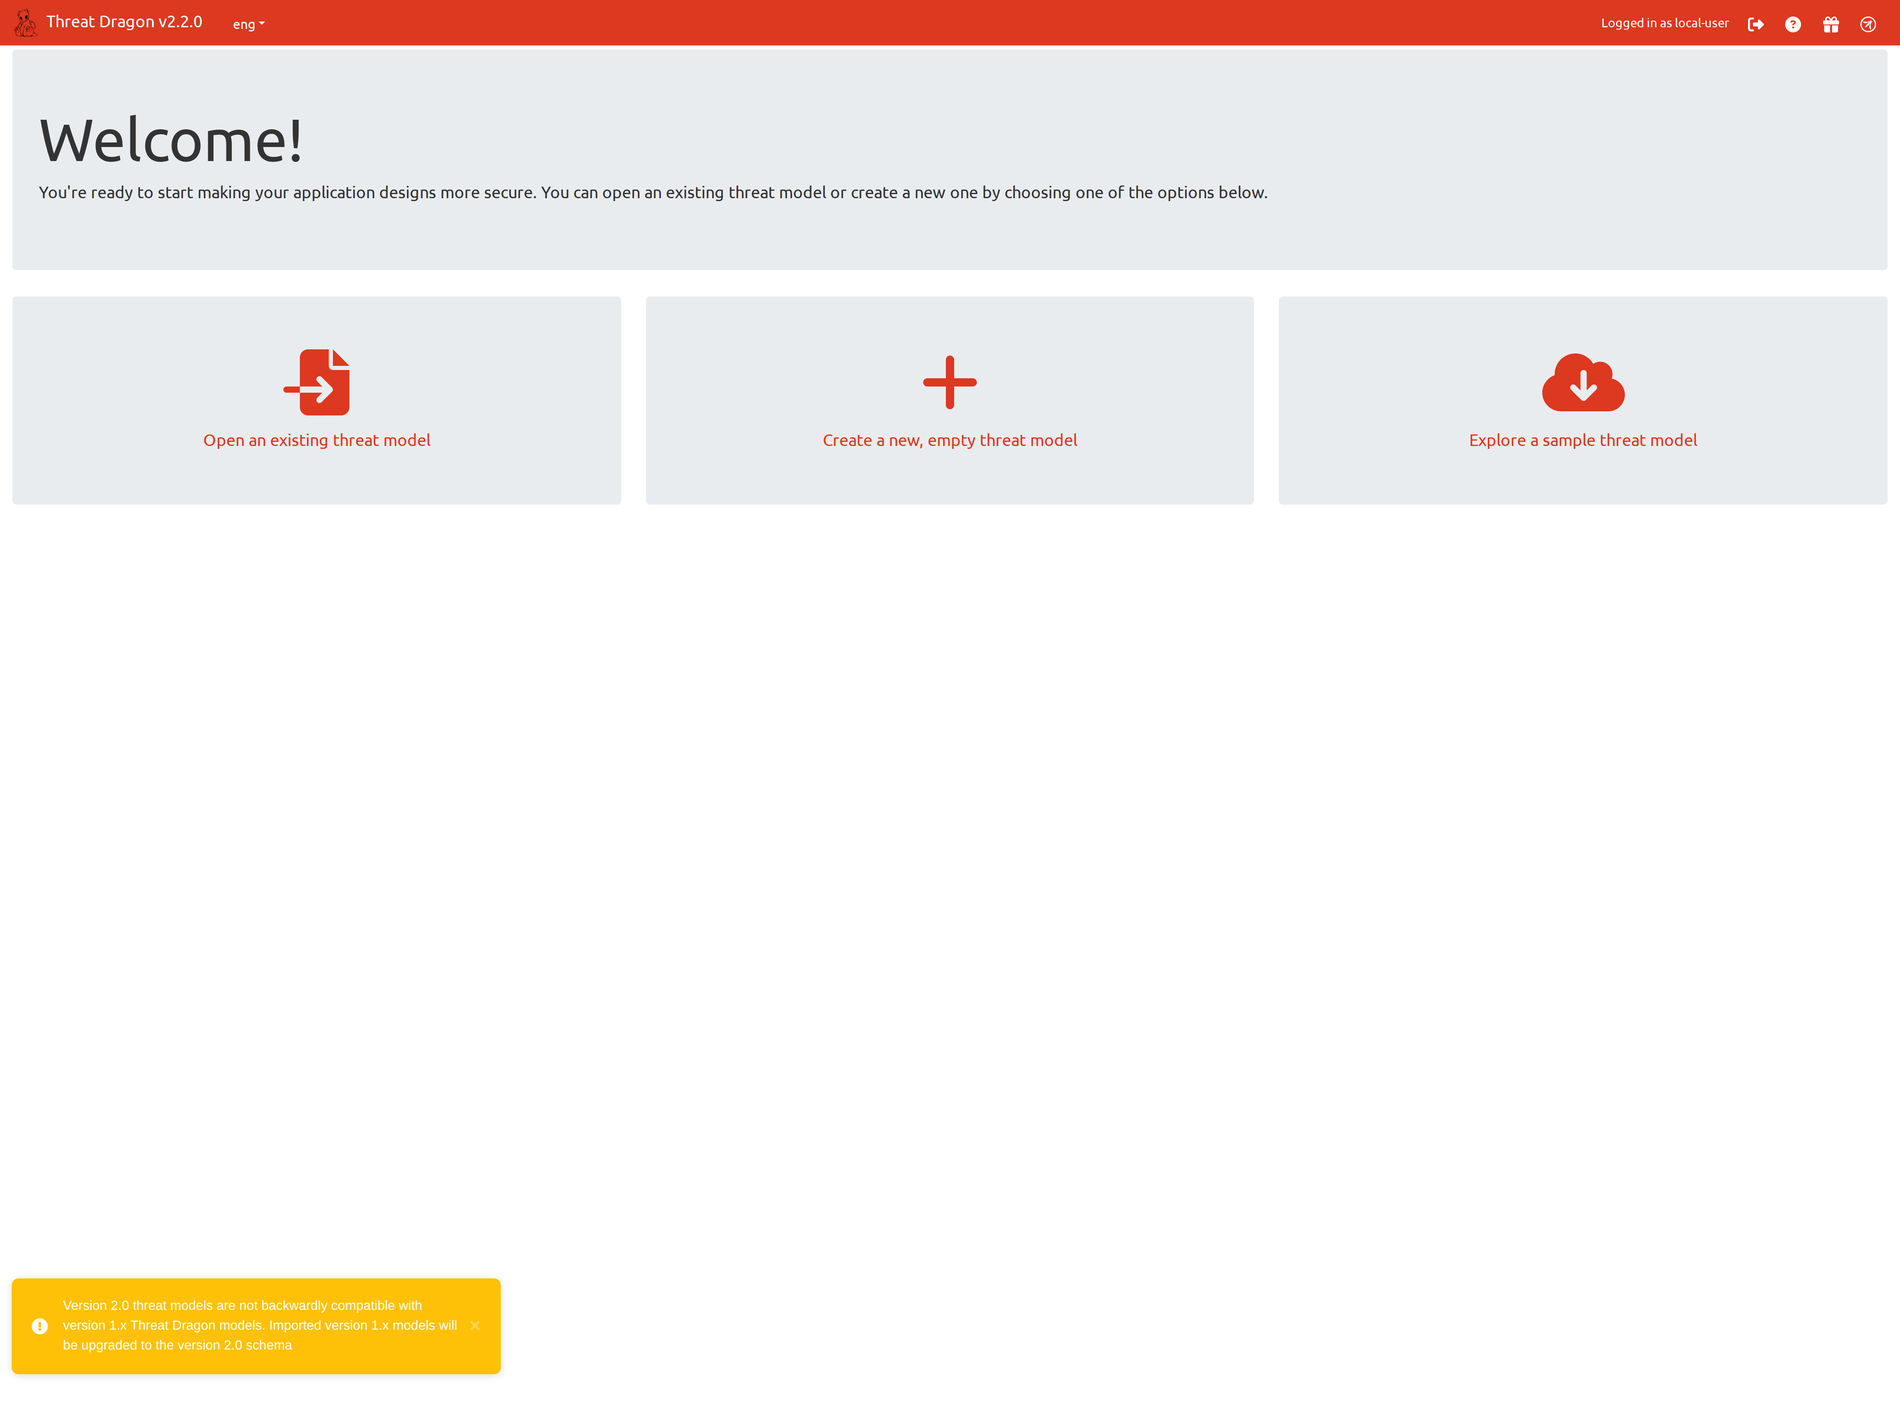 Threat Dragon v2.2.0
eng
Logged in as local-user
Welcome!
You're ready to start making your application designs more secure. You can open an existing threat model or create a new one by choosing one of the options below.
Open an existing threat model
Create a new, empty threat model
Explore a sample threat model
Version 2.0 threat models are not backwardly compatible with
version 1.x Threat Dragon models. Imported version 1.x models will
be upgraded to the version 2.0 schema